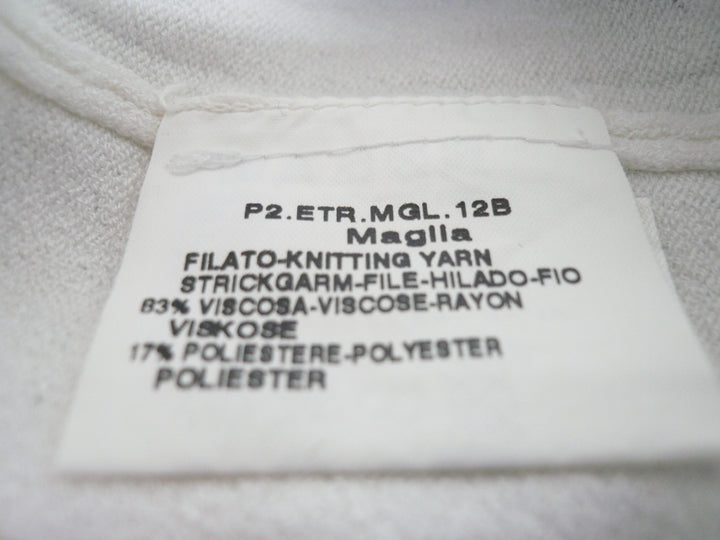 P2.ETR.MGL.12B
Maglia
FILATO-KNITTING YARN
STRICKGARM-FILE-HILADO-FIO
83% VISCOSA-VISCOSE-RAYON
VISKOSE
17% POLIESTERE-POLYESTER
POLIESTER